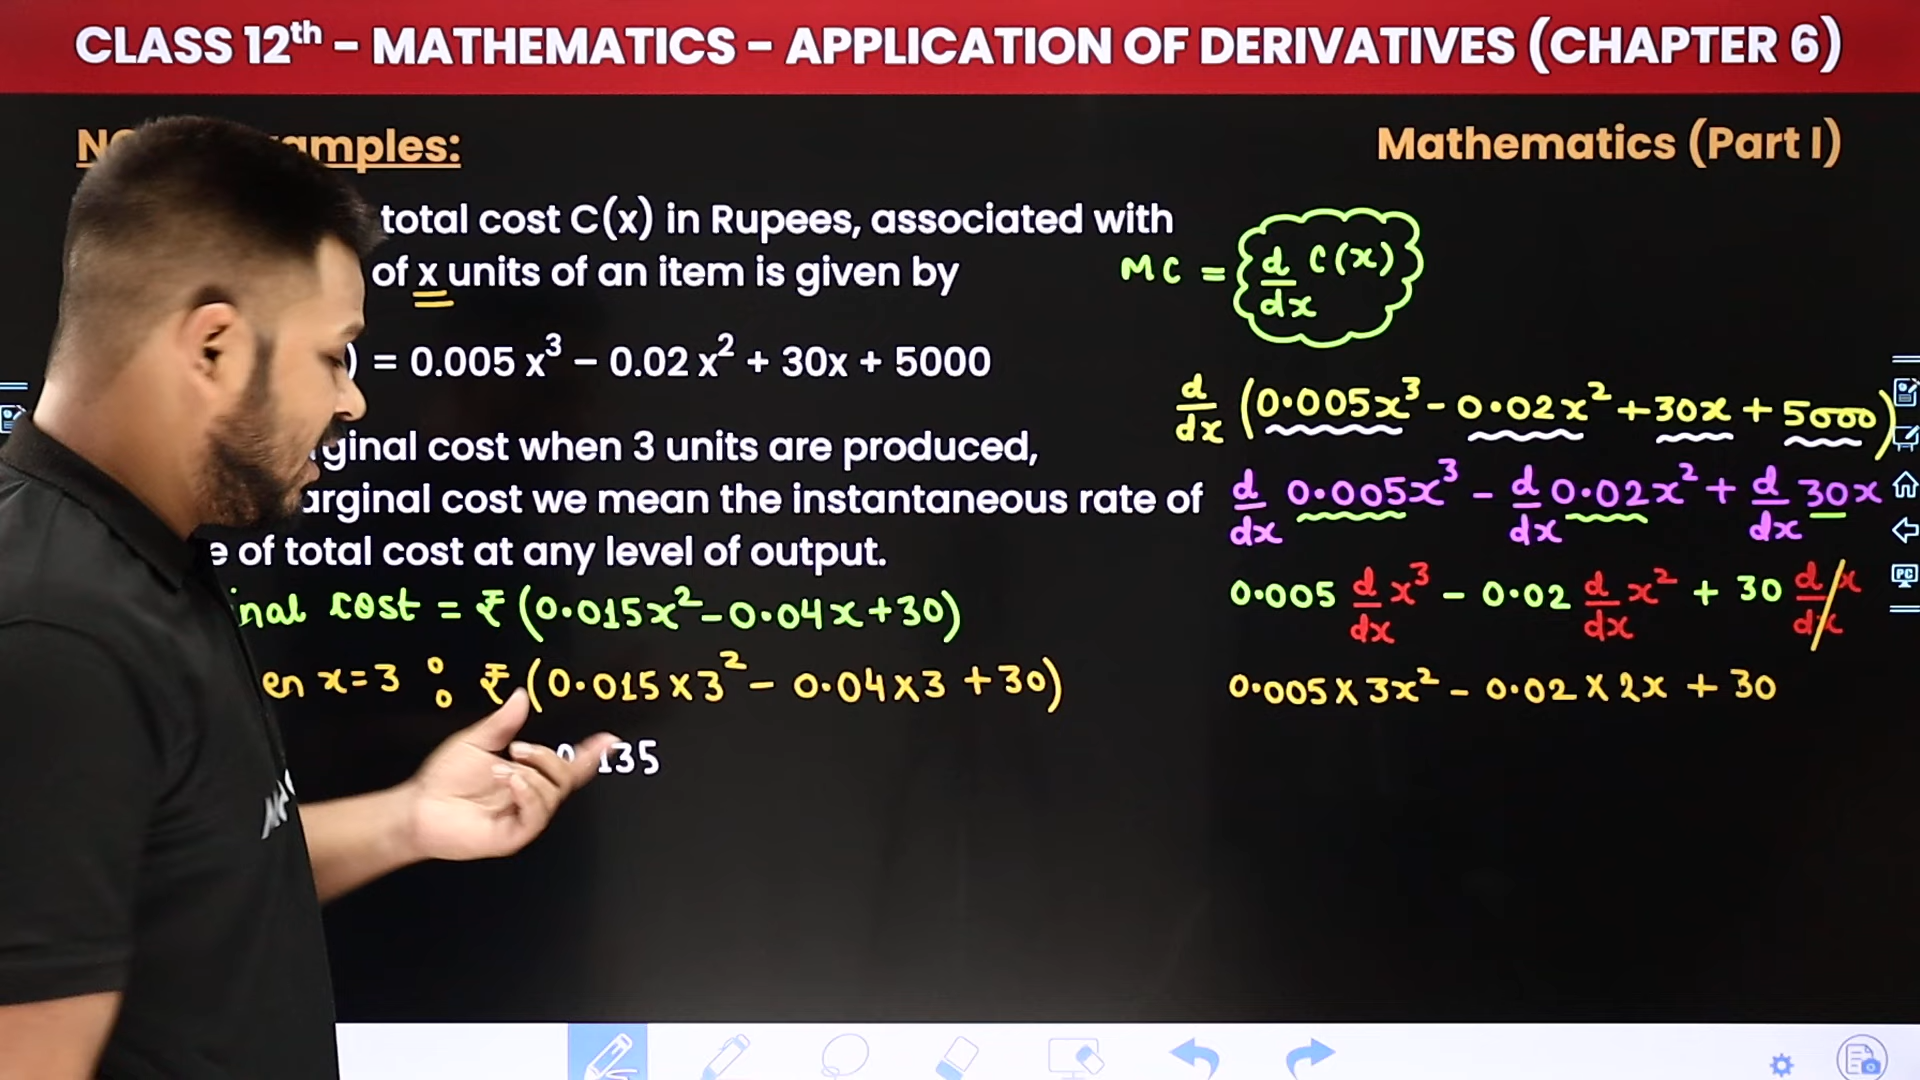 CLASS 12th – MATHEMATICS – APPLICATION OF DERIVATIVES (CHAPTER 6)
amples:
Mathematics (Part I)
total cost C(x) in Rupees, associated with
of x units of an item is given by
) = 0.005 x³ – 0.02 x² + 30x + 5000
ginal cost when 3 units are produced,
arginal cost we mean the instantaneous rate of
e of total cost at any level of output.
inal cost = ₹ (0.015x² – 0.04x + 30)
en x = 3 : ₹ (0.015 × 3² – 0.04 × 3 + 30)
135
MC = d/dx C(x)
d/dx (0.005x³ – 0.02x² + 30x + 5000)
d/dx 0.005x³ – d/dx 0.02x² + d/dx 30x
0.005 d/dx x³ – 0.02 d/dx x² + 30 d/dx x
0.005 × 3x² – 0.02 × 2x + 30
PC